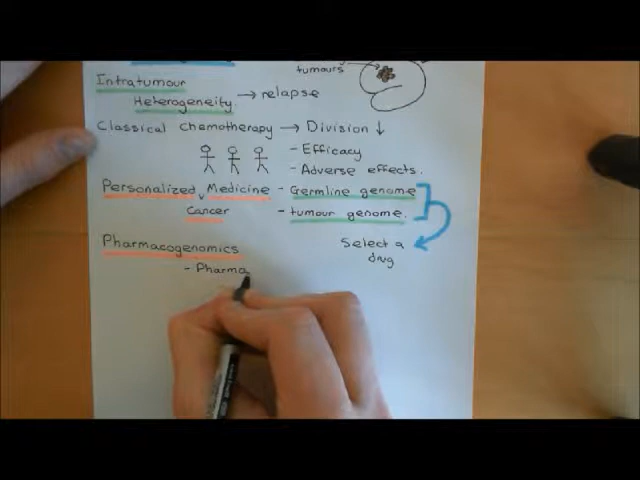 tumours
Intratumour
Heterogeneity → relapse
Classical Chemotherapy → Division ↓
- Efficacy
- Adverse effects.
Personalized Medicine - Germline genome
Cancer - tumour genome.
Pharmacogenomics Select a
drug
- Pharma